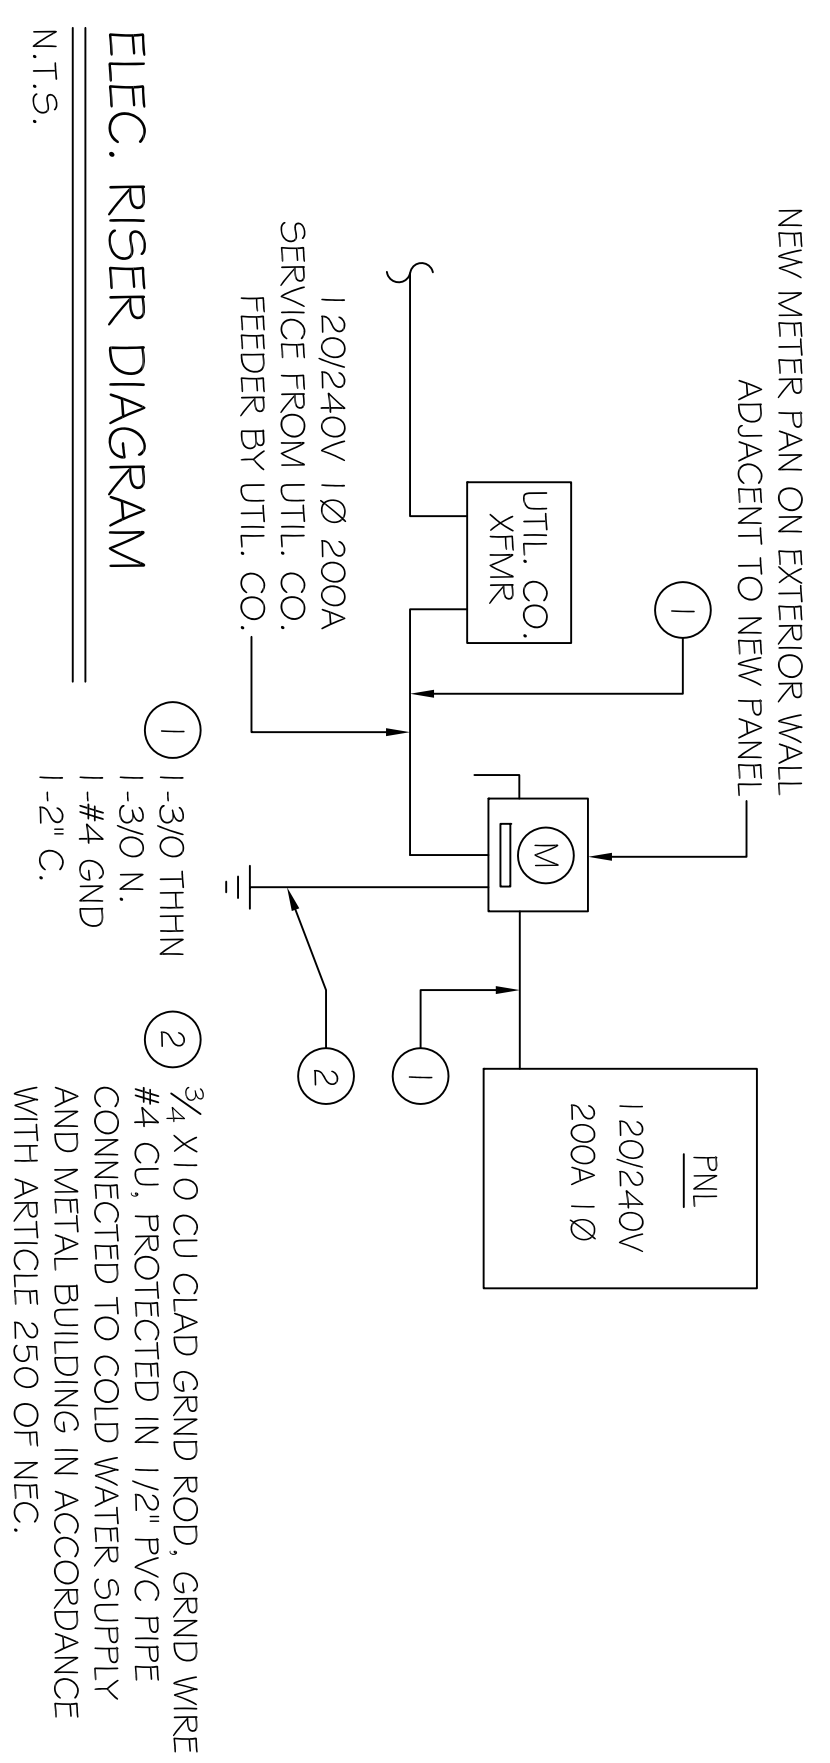 NEW METER PAN ON EXTERIOR WALL
ADJACENT TO NEW PANEL
1
UTIL. CO.
XFMR
M
PNL
120/240V
200A 1Ø
120/240V 1Ø 200A
SERVICE FROM UTIL. CO.
FEEDER BY UTIL. CO.
1
2
ELEC. RISER DIAGRAM
N.T.S.
1
1-3/0 THHN
1-3/0 N.
1-#4 GND
1-2" C.
2
¾ X10 CU CLAD GRND ROD, GRND WIRE
#4 CU, PROTECTED IN 1/2" PVC PIPE
CONNECTED TO COLD WATER SUPPLY
AND METAL BUILDING IN ACCORDANCE
WITH ARTICLE 250 OF NEC.